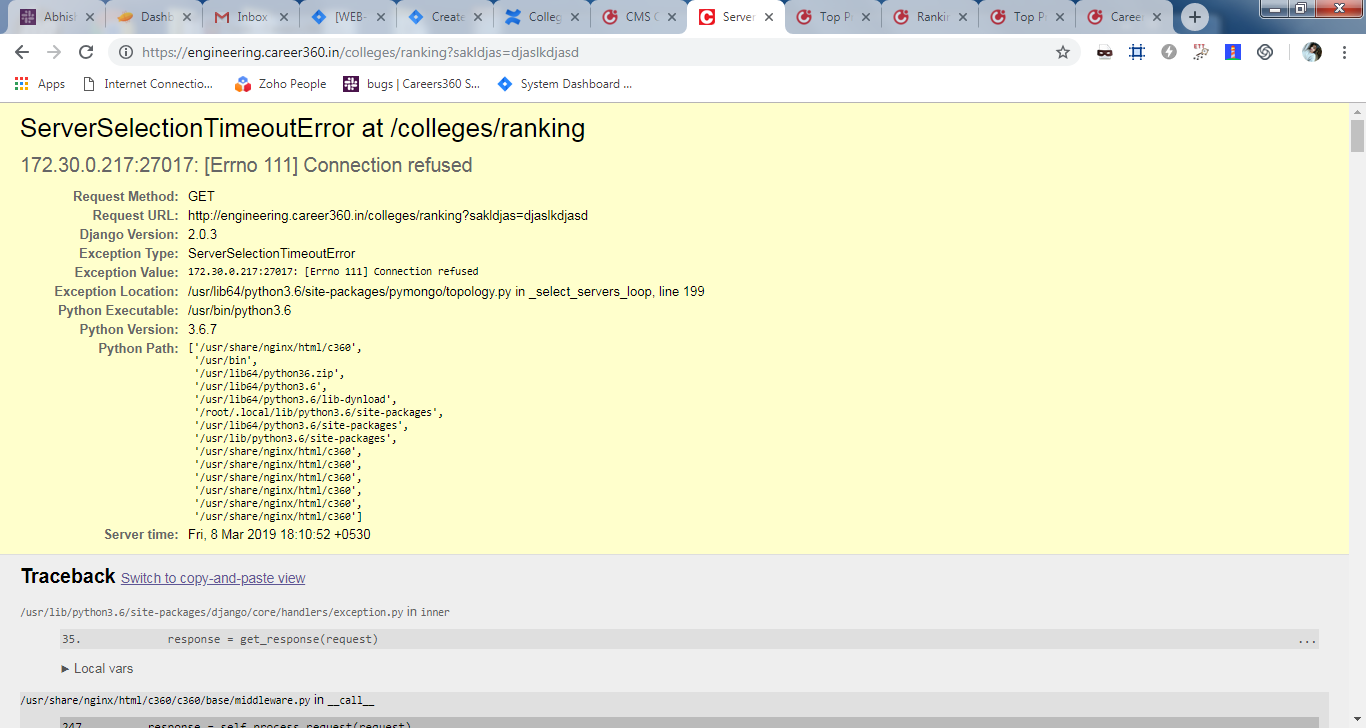 Abhis
Dashb
Inbox
[WEB-
Create
Colleg
CMS C
Server
Top P
Rankin
Top P
Career
https://engineering.career360.in/colleges/ranking?sakldjas=djaslkdjasd
Apps
Internet Connectio...
Zoho People
bugs | Careers360 S...
System Dashboard ...
ServerSelectionTimeoutError at /colleges/ranking
172.30.0.217:27017: [Errno 111] Connection refused
Request Method: GET
Request URL: http://engineering.career360.in/colleges/ranking?sakldjas=djaslkdjasd
Django Version: 2.0.3
Exception Type: ServerSelectionTimeoutError
Exception Value: 172.30.0.217:27017: [Errno 111] Connection refused
Exception Location: /usr/lib64/python3.6/site-packages/pymongo/topology.py in _select_servers_loop, line 199
Python Executable: /usr/bin/python3.6
Python Version: 3.6.7
Python Path: ['/usr/share/nginx/html/c360',
'/usr/bin',
'/usr/lib64/python36.zip',
'/usr/lib64/python3.6',
'/usr/lib64/python3.6/lib-dynload',
'/root/.local/lib/python3.6/site-packages',
'/usr/lib64/python3.6/site-packages',
'/usr/lib/python3.6/site-packages',
'/usr/share/nginx/html/c360',
'/usr/share/nginx/html/c360',
'/usr/share/nginx/html/c360',
'/usr/share/nginx/html/c360',
'/usr/share/nginx/html/c360',
'/usr/share/nginx/html/c360']
Server time: Fri, 8 Mar 2019 18:10:52 +0530
Traceback Switch to copy-and-paste view
/usr/lib/python3.6/site-packages/django/core/handlers/exception.py in inner
35. response = get_response(request) ...
Local vars
/usr/share/nginx/html/c360/c360/base/middleware.py in __call__
247. response = self.process_request(request)